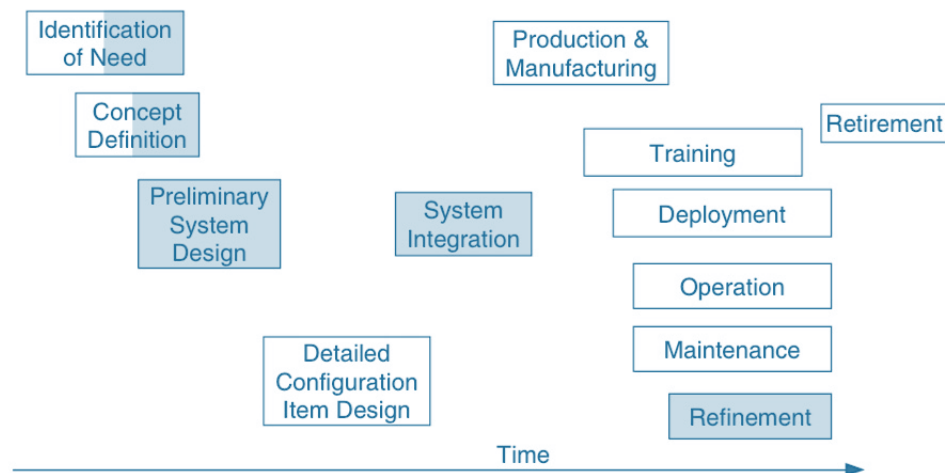 Identification
of Need
Production &
Manufacturing
Concept
Definition
Retirement
Training
Preliminary
System
Design
System
Integration
Deployment
Operation
Detailed
Configuration
Item Design
Maintenance
Refinement
Time